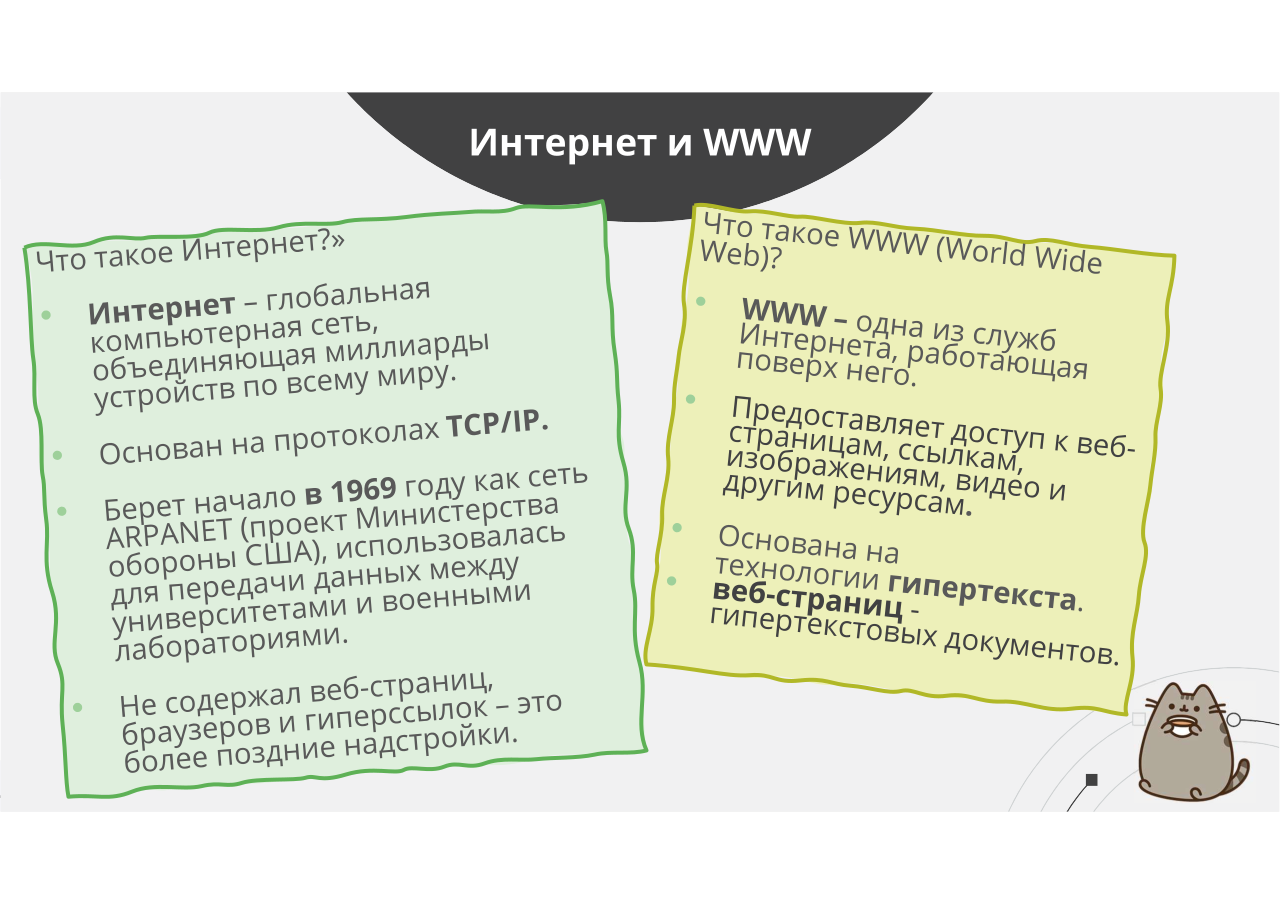 Интернет и WWW
Что такое Интернет?»
Интернет – глобальная
компьютерная сеть,
объединяющая миллиарды
устройств по всему миру.
Основан на протоколах TCP/IP.
Берет начало в 1969 году как сеть
ARPANET (проект Министерства
обороны США), использовалась
для передачи данных между
университетами и военными
лабораториями.
Не содержал веб-страниц,
браузеров и гиперссылок – это
более поздние надстройки.
Что такое WWW (World Wide
Web)?
WWW – одна из служб
Интернета, работающая
поверх него.
Предоставляет доступ к веб-
страницам, ссылкам,
изображениям, видео и
другим ресурсам.
Основана на
технологии гипертекста.
веб-страниц -
гипертекстовых документов.